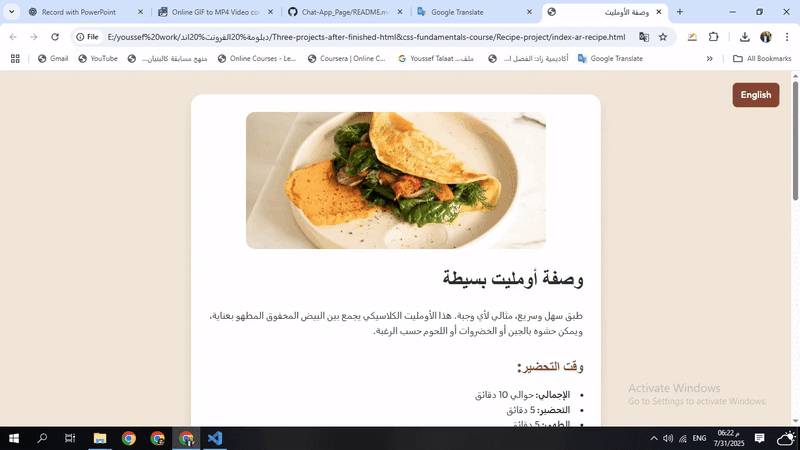 Record with PowerPoint
Online GIF to MP4 Video co
Chat-App_Page/README.m
Google Translate
وصفة الأومليت
File
E:/youssef%20work/دبلومة%20الفرونت%20اند/Three-projects-after-finished-html&css-fundamentals-course/Recipe-project/index-ar-recipe.html
Gmail
YouTube
منهج مساق كالبنيان...
Online Courses - Le...
Coursera | Online C...
Youssef Talaat ...ملف
أكاديمية زاد: الفصل ا...
Google Translate
All Bookmarks
English
وصفة أومليت بسيطة
طبق سهل وسريع، مثالي لأي وجبة. هذا الأومليت الكلاسيكي يجمع بين البيض المخفوق المطهو بعناية،
ويمكن حشوه بالجبن أو الخضروات أو اللحوم حسب الرغبة.
وقت التحضير:
الإجمالي: حوالي 10 دقائق
التحضير: 5 دقائق
الطهي: 5 دقائق
Activate Windows
Go to Settings to activate Windows.
ENG
06:22 م
7/31/2025